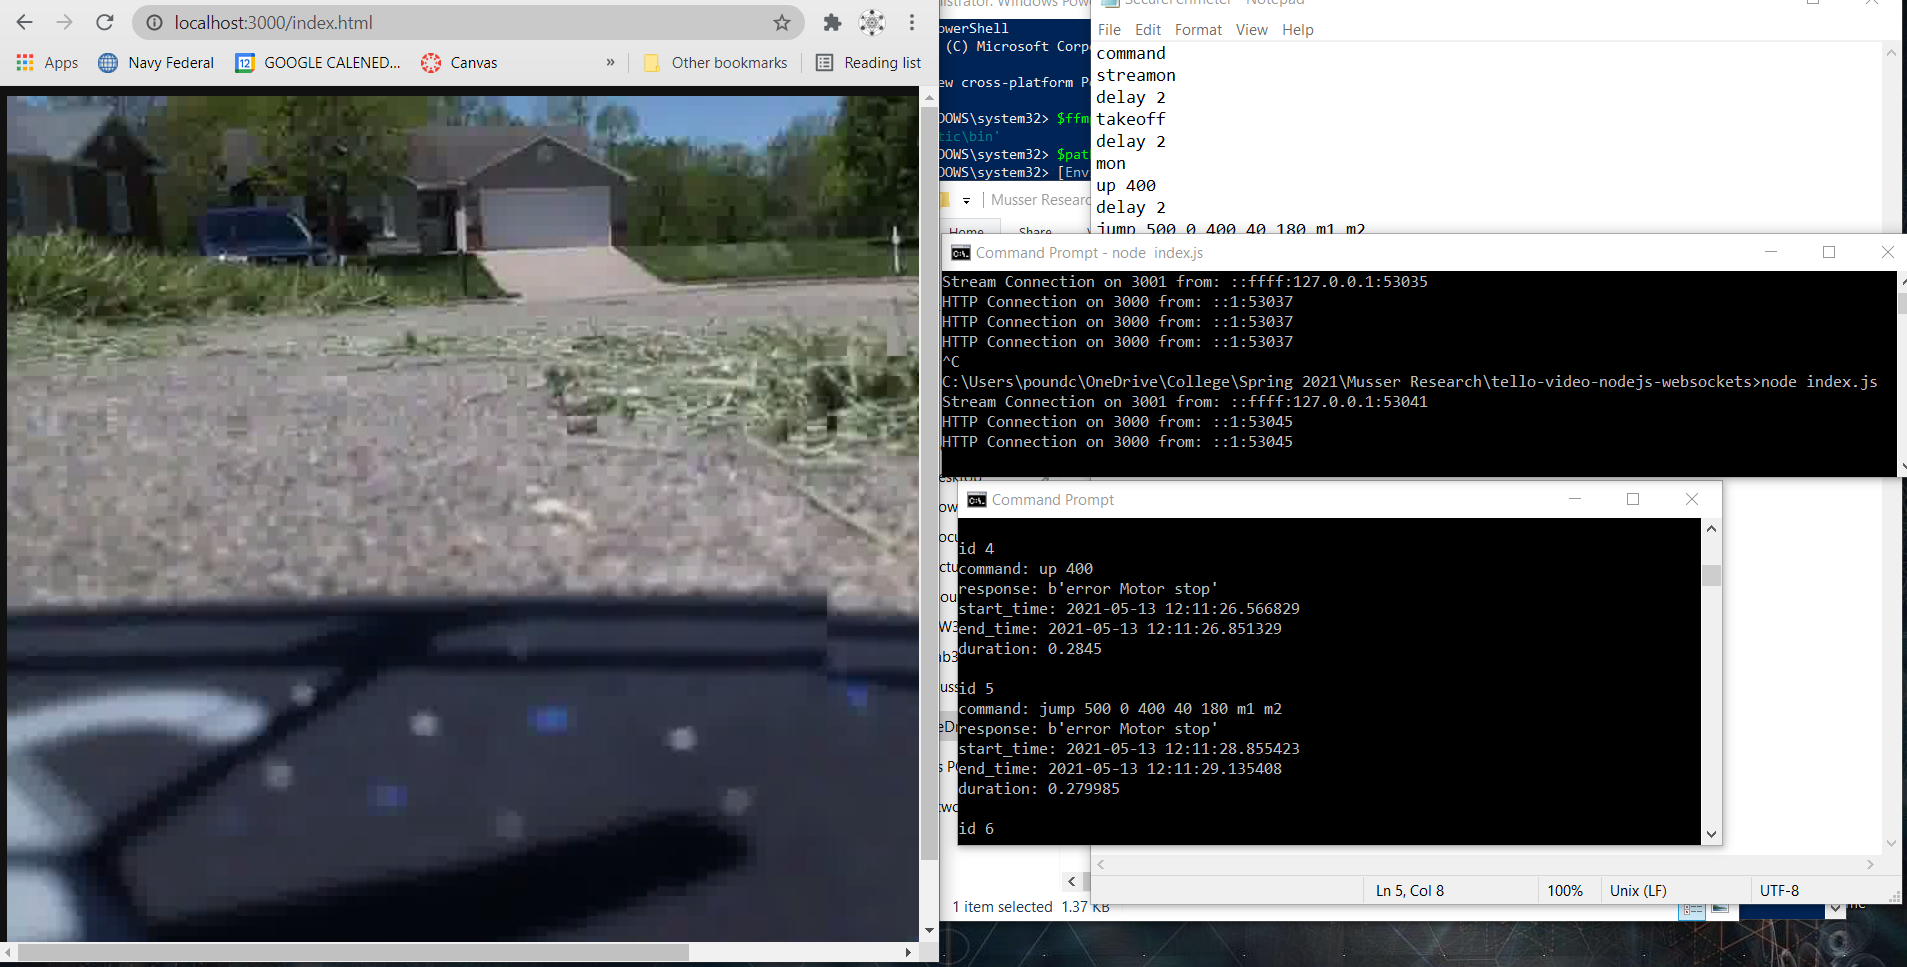 localhost:3000/index.html
Apps
Navy Federal
GOOGLE CALENED...
Canvas
»
Other bookmarks
Reading list
owerShell
(C) Microsoft Corp
ew cross-platform P
DOWS\system32> $ffm
tic\bin'
DOWS\system32> $pat
DOWS\system32> [Env
Musser Researc
Home
Share
File Edit Format View Help
command
streamon
delay 2
takeoff
delay 2
mon
up 400
delay 2
jump 500 0 400 40 180 m1 m2
Command Prompt - node  index.js
Stream Connection on 3001 from: ::ffff:127.0.0.1:53035
HTTP Connection on 3000 from: ::1:53037
HTTP Connection on 3000 from: ::1:53037
HTTP Connection on 3000 from: ::1:53037
^C
C:\Users\poundc\OneDrive\College\Spring 2021\Musser Research\tello-video-nodejs-websockets>node index.js
Stream Connection on 3001 from: ::ffff:127.0.0.1:53041
HTTP Connection on 3000 from: ::1:53045
HTTP Connection on 3000 from: ::1:53045
Command Prompt
id 4
command: up 400
response: b'error Motor stop'
start_time: 2021-05-13 12:11:26.566829
end_time: 2021-05-13 12:11:26.851329
duration: 0.2845
id 5
command: jump 500 0 400 40 180 m1 m2
response: b'error Motor stop'
start_time: 2021-05-13 12:11:28.855423
end_time: 2021-05-13 12:11:29.135408
duration: 0.279985
id 6
Ln 5, Col 8
100%
Unix (LF)
UTF-8
1 item selected 1.37 KB